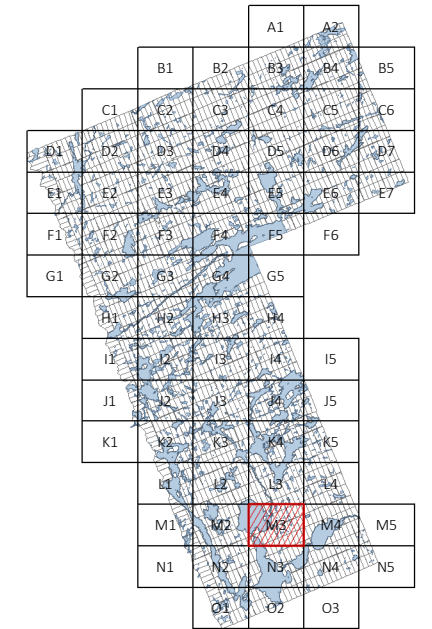 A1 A2
B1 B2 B3 B4 B5
C1 C2 C3 C4 C5 C6
D1 D2 D3 D4 D5 D6 D7
E1 E2 E3 E4 E5 E6 E7
F1 F2 F3 F4 F5 F6
G1 G2 G3 G4 G5
H1 H2 H3 H4
I1 I2 I3 I4 I5
J1 J2 J3 J4 J5
K1 K2 K3 K4 K5
L1 L2 L3 L4
M1 M2 M3 M4 M5
N1 N2 N3 N4 N5
O1 O2 O3